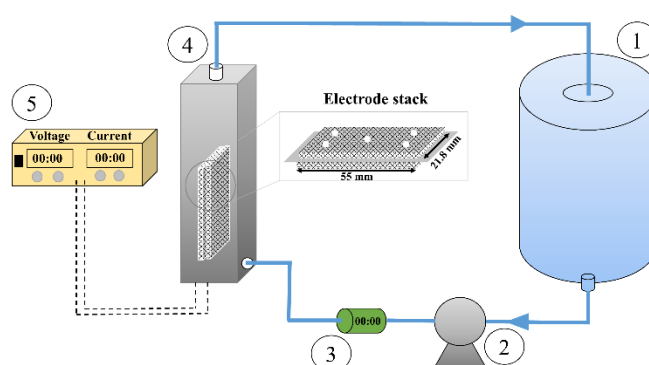 1
4
5
Electrode stack
Voltage Current
00:00 00:00
21.8 mm
55 mm
00:00
3
2